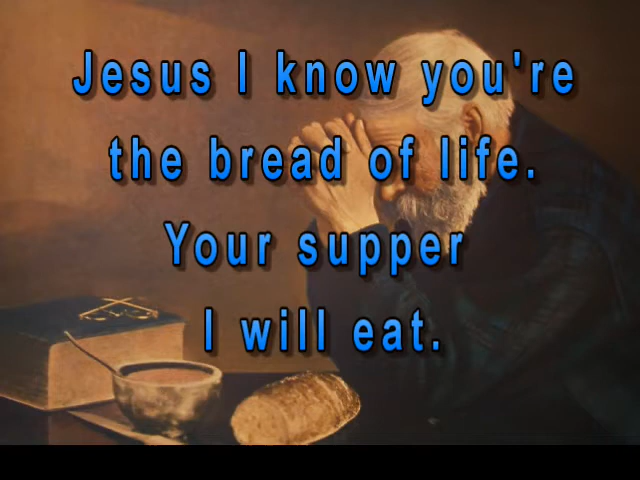 Jesus I know you're
the bread of life.
Your supper
I will eat.